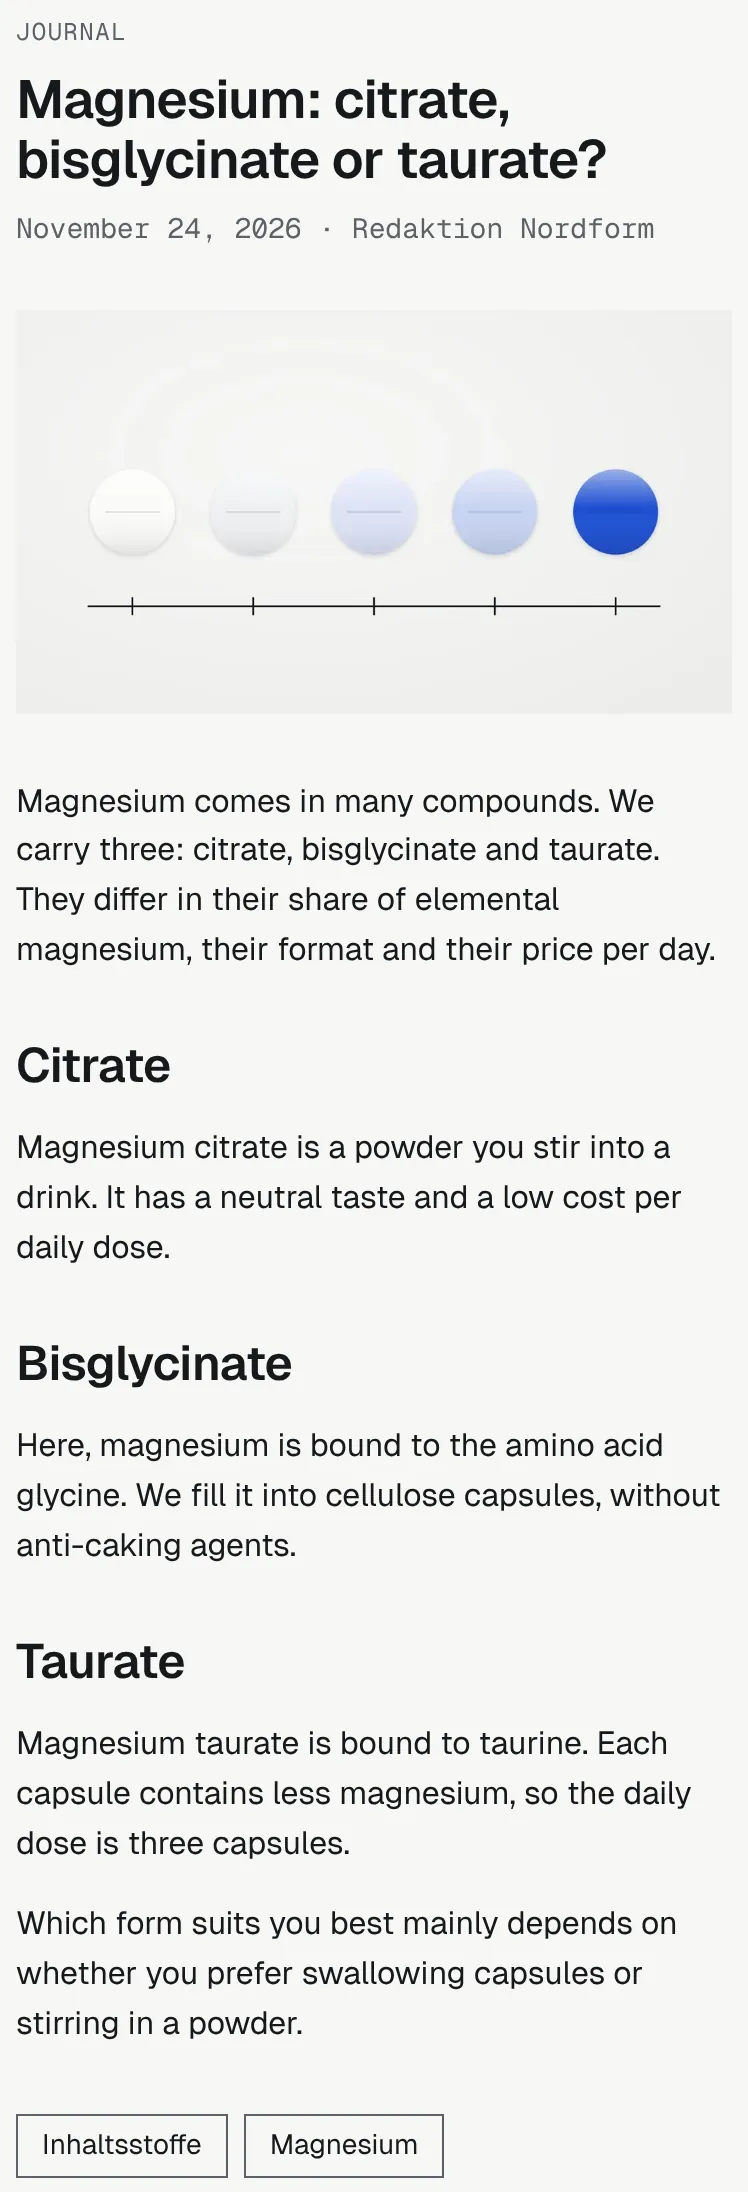 JOURNAL
Magnesium: citrate,
bisglycinate or taurate?
November 24, 2026 · Redaktion Nordform
Magnesium comes in many compounds. We
carry three: citrate, bisglycinate and taurate.
They differ in their share of elemental
magnesium, their format and their price per day.
Citrate
Magnesium citrate is a powder you stir into a
drink. It has a neutral taste and a low cost per
daily dose.
Bisglycinate
Here, magnesium is bound to the amino acid
glycine. We fill it into cellulose capsules, without
anti-caking agents.
Taurate
Magnesium taurate is bound to taurine. Each
capsule contains less magnesium, so the daily
dose is three capsules.
Which form suits you best mainly depends on
whether you prefer swallowing capsules or
stirring in a powder.
Inhaltsstoffe
Magnesium